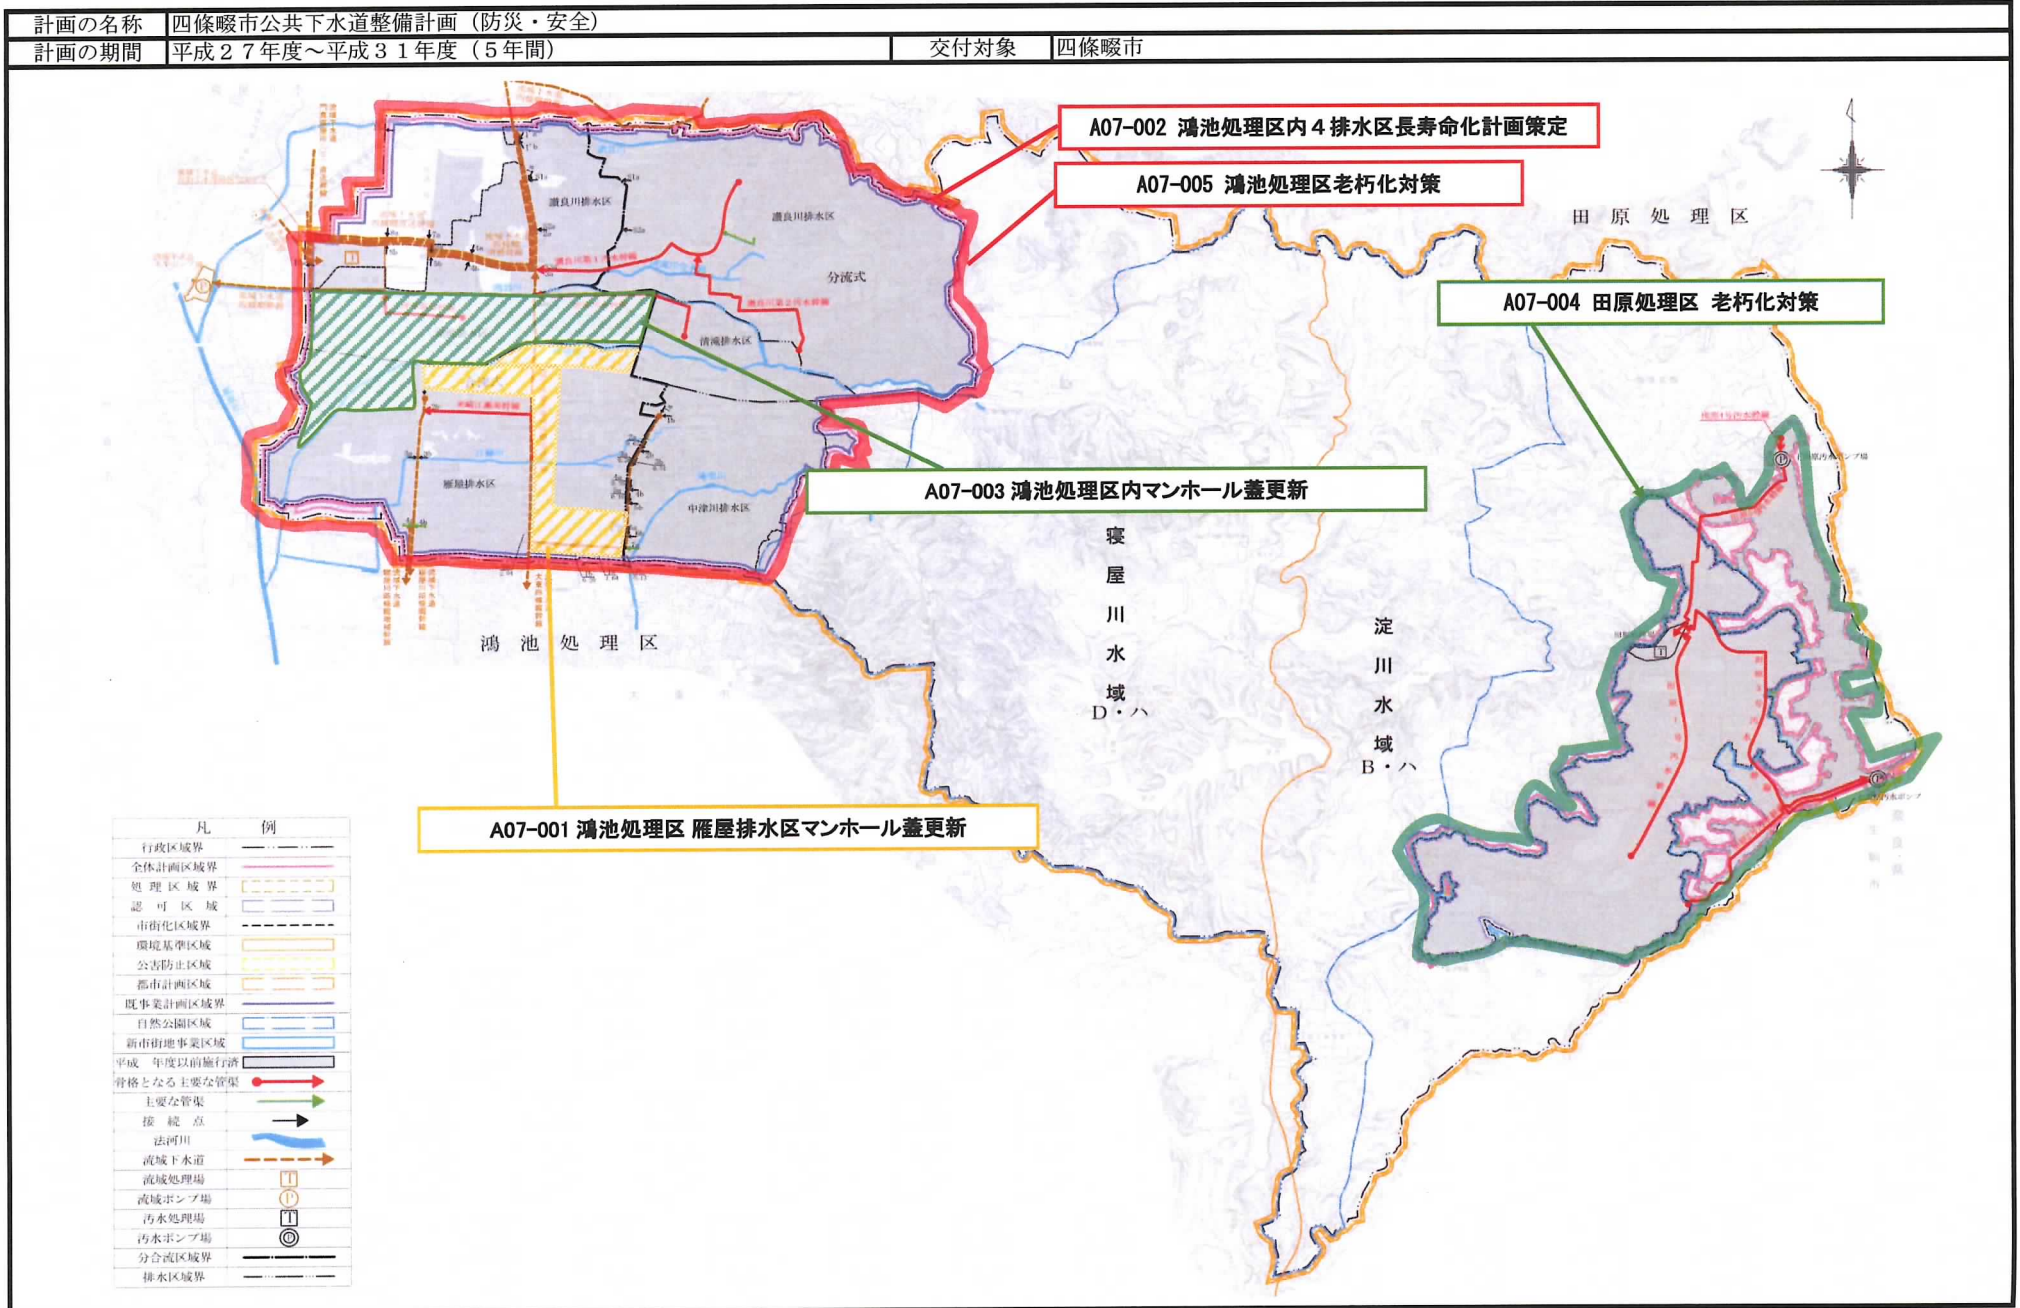 計画の名称 四條畷市公共下水道整備計画（防災・安全）
計画の期間 平成２７年度～平成３１年度（５年間） 交付対象 四條畷市
A07-002 鴻池処理区内４排水区長寿命化計画策定
A07-005 鴻池処理区老朽化対策
田原処理区
A07-004 田原処理区 老朽化対策
讃良川排水区
讃良川排水区
分流式
清滝排水区
A07-003 鴻池処理区内マンホール蓋更新
雁屋排水区
中津川排水区
寝屋川水域
D・ハ
淀川水域
B・ハ
鴻池処理区
A07-001 鴻池処理区 雁屋排水区マンホール蓋更新
凡例
行政区域界
全体計画区域界
処理区域界
認可区域
市街化区域界
環境基準区域
公害防止区域
都市計画区域
既事業計画区域界
自然公園区域
新市街地事業区域
平成 年度以前施行済
骨格となる主要な管渠
主要な管渠
接続点
法河川
流域下水道
流域処理場 T
流域ポンプ場 P
汚水処理場 T
汚水ポンプ場 P
分合流区域界
排水区域界